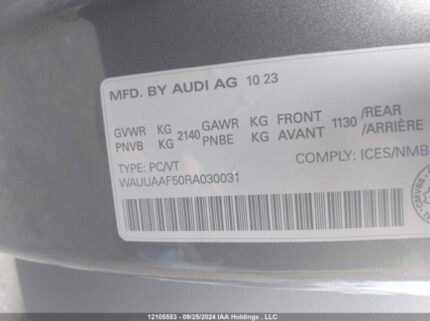 MFD. BY AUDI AG 10 23
GVWR KG 2140 GAWR KG FRONT 1130 /REAR
PNVB KG PNBE KG AVANT /ARRIÈRE
TYPE: PC/VT COMPLY: ICES/NMB
WAUUAAF50RA030031
12105553 - 09/25/2024 IAA Holdings, LLC